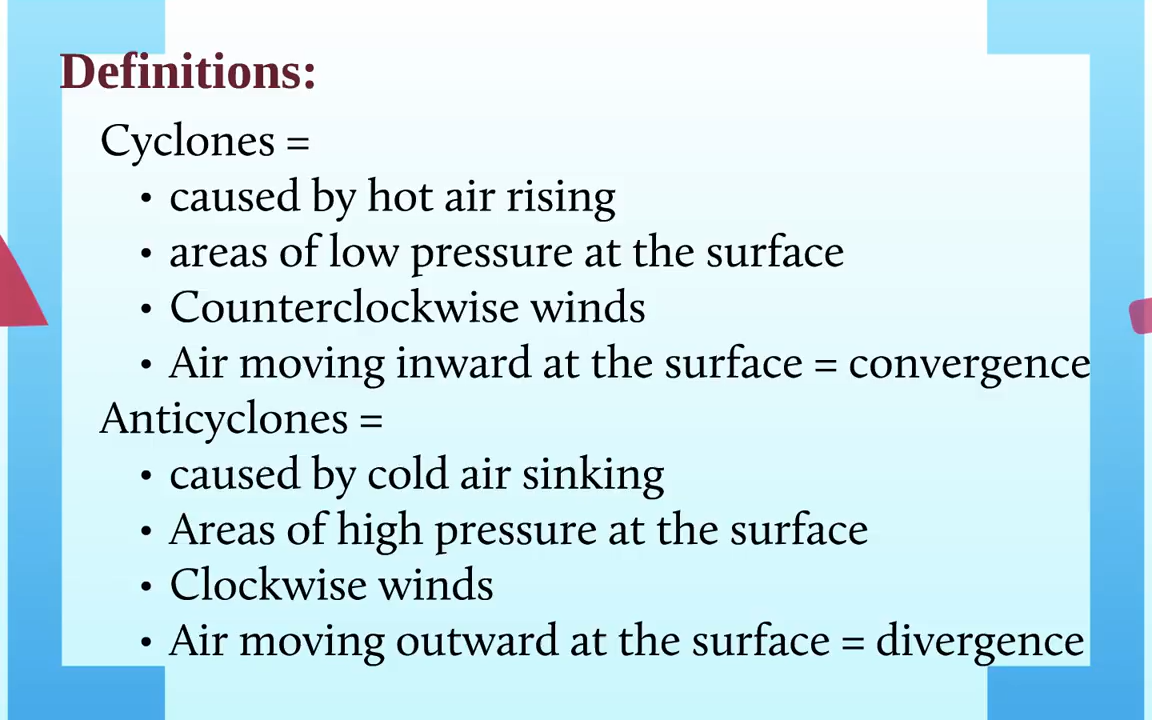 Definitions:
Cyclones =
• caused by hot air rising
• areas of low pressure at the surface
• Counterclockwise winds
• Air moving inward at the surface = convergence
Anticyclones =
• caused by cold air sinking
• Areas of high pressure at the surface
• Clockwise winds
• Air moving outward at the surface = divergence